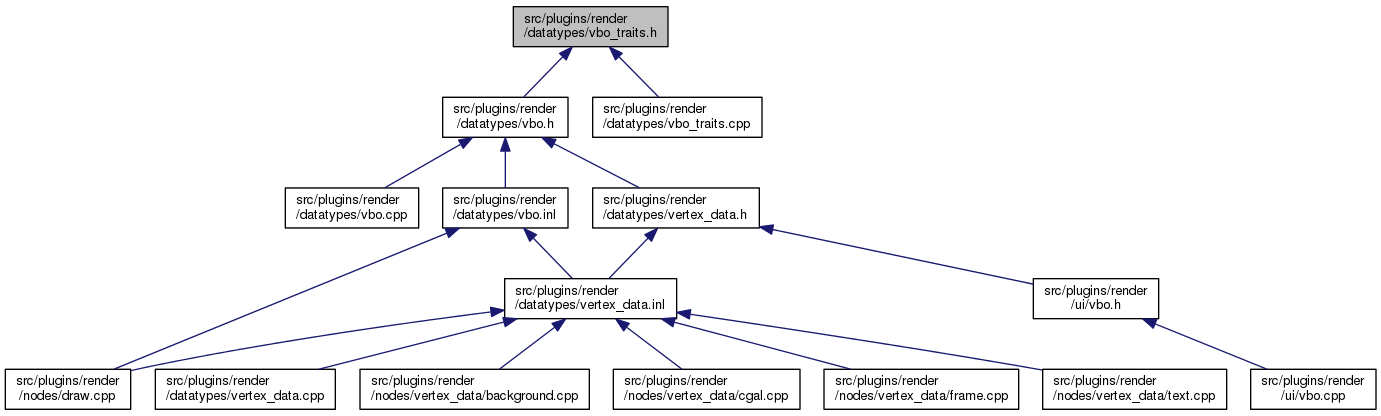 src/plugins/render
/datatypes/vbo_traits.h
src/plugins/render
/datatypes/vbo.h
src/plugins/render
/datatypes/vbo_traits.cpp
src/plugins/render
/datatypes/vbo.cpp
src/plugins/render
/datatypes/vbo.inl
src/plugins/render
/datatypes/vertex_data.h
src/plugins/render
/datatypes/vertex_data.inl
src/plugins/render
/ui/vbo.h
src/plugins/render
/nodes/draw.cpp
src/plugins/render
/datatypes/vertex_data.cpp
src/plugins/render
/nodes/vertex_data/background.cpp
src/plugins/render
/nodes/vertex_data/cgal.cpp
src/plugins/render
/nodes/vertex_data/frame.cpp
src/plugins/render
/nodes/vertex_data/text.cpp
src/plugins/render
/ui/vbo.cpp